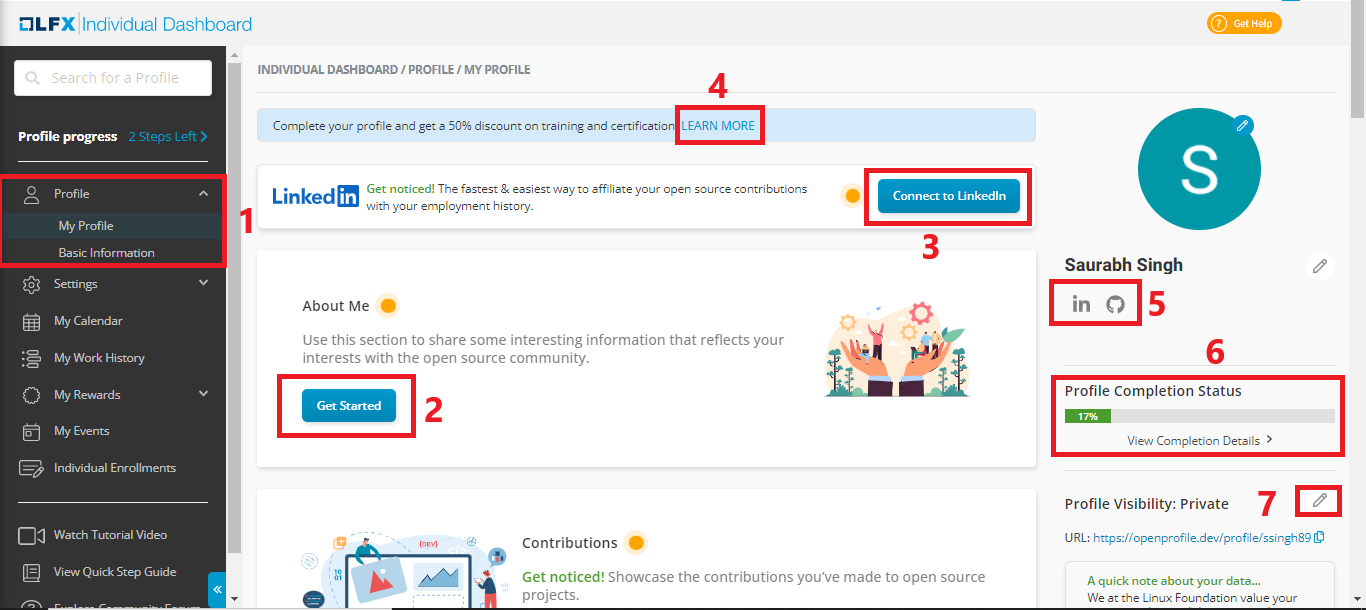 LFX Individual Dashboard
Get Help
Search for a Profile
Profile progress 2 Steps Left
Profile
My Profile
Basic Information
1
Settings
My Calendar
My Work History
My Rewards
My Events
Individual Enrollments
Watch Tutorial Video
View Quick Step Guide
Explore Community Forum
«
INDIVIDUAL DASHBOARD / PROFILE / MY PROFILE
4
Complete your profile and get a 50% discount on training and certification LEARN MORE
Linked in
Get noticed! The fastest & easiest way to affiliate your open source contributions
with your employment history.
Connect to LinkedIn
3
About Me
Use this section to share some interesting information that reflects your
interests with the open source community.
Get Started
2
{DEV}
10
01
Contributions
Get noticed! Showcase the contributions you've made to open source
projects.
S
Saurabh Singh
in
5
6
Profile Completion Status
17%
View Completion Details
Profile Visibility: Private
7
URL: https://openprofile.dev/profile/ssingh89
A quick note about your data...
We at the Linux Foundation value your